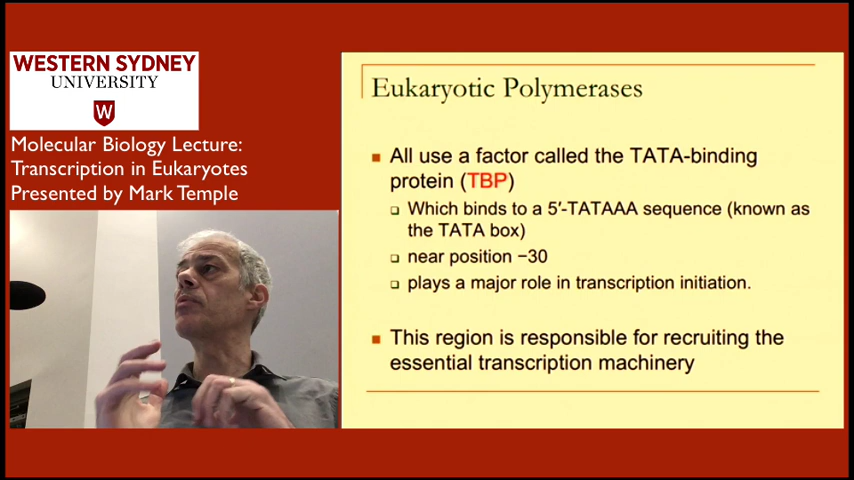 WESTERN SYDNEY
UNIVERSITY
W
Molecular Biology Lecture:
Transcription in Eukaryotes
Presented by Mark Temple
Eukaryotic Polymerases
All use a factor called the TATA-binding
protein (TBP)
Which binds to a 5′-TATAAA sequence (known as
the TATA box)
near position −30
plays a major role in transcription initiation.
This region is responsible for recruiting the
essential transcription machinery